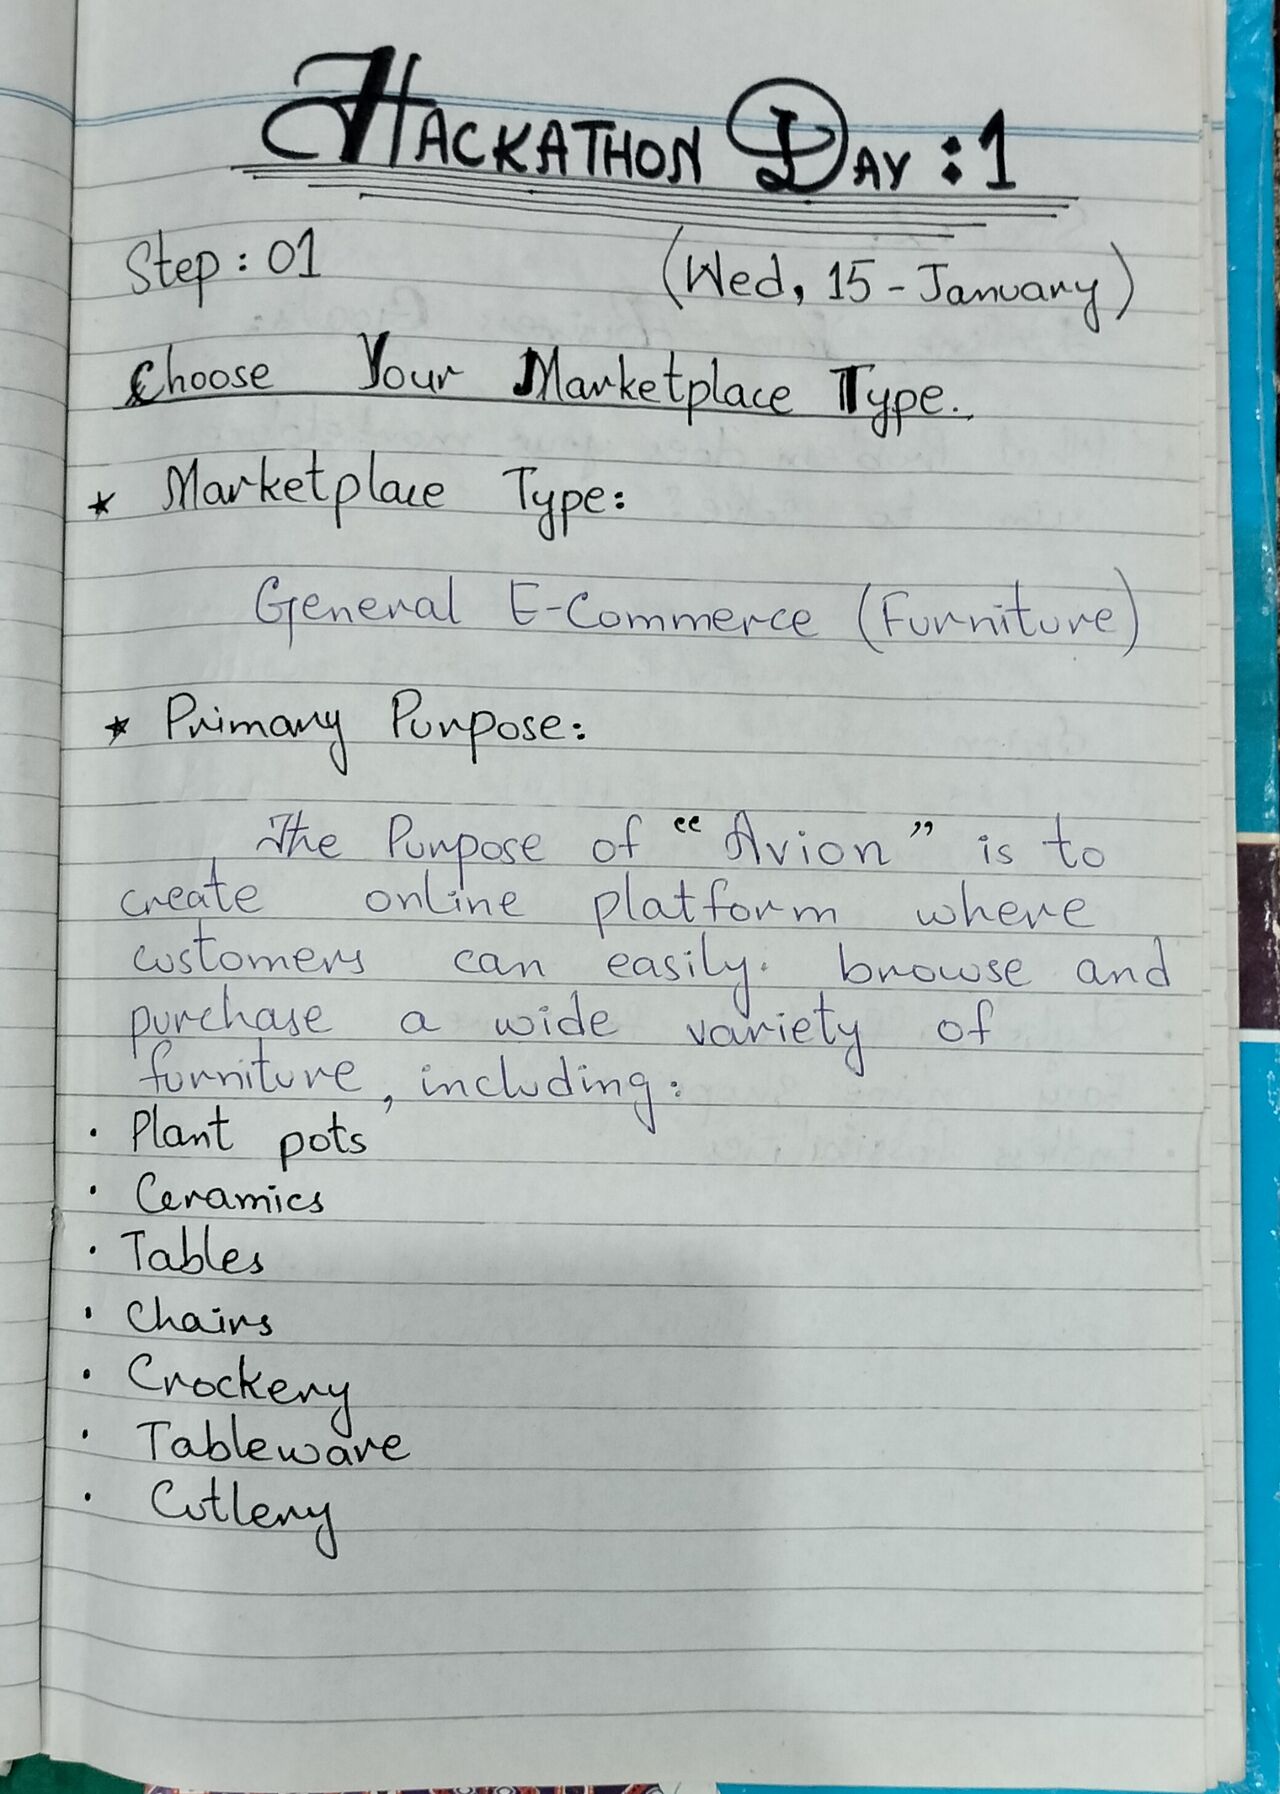 HACKATHON DAY : 1
Step : 01 (Wed, 15 - January)
Choose Your Marketplace Type.
★ Marketplace Type:
General E-Commerce (Furniture)
★ Primary Purpose:
The Purpose of “Avion” is to
create online platform where
customers can easily. browse and
purchase a wide variety of
furniture, including:
• Plant pots
• Ceramics
• Tables
• Chairs
• Crockery
• Tableware
• Cutlery